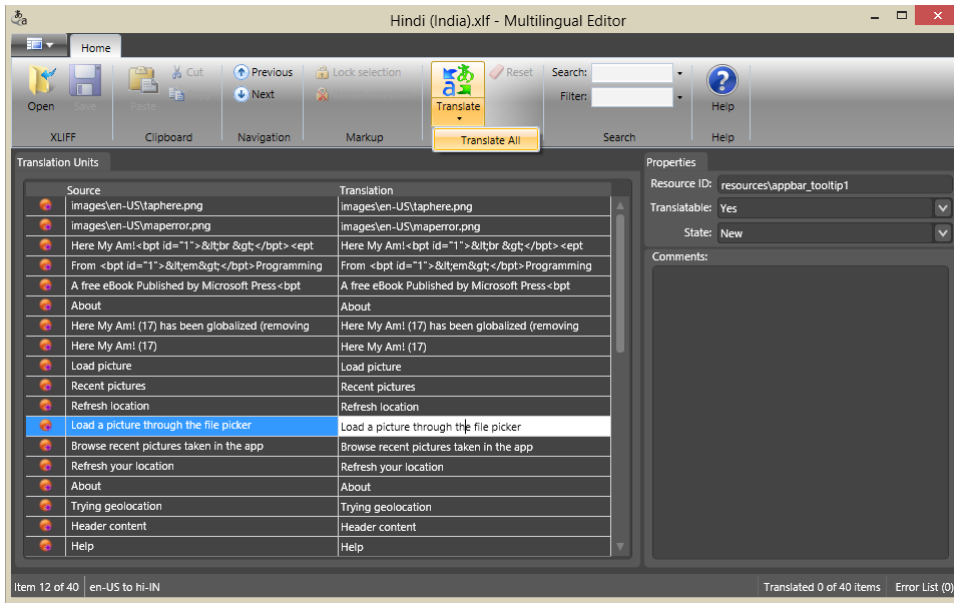 Hindi (India).xlf - Multilingual Editor
Home
Open Save Paste Cut Previous Next Lock selection Translate Reset Search: Filter: Help
XLIFF Clipboard Navigation Markup Translate All Search Help
Translation Units
Source Translation
images\en-US\taphere.png images\en-US\taphere.png
images\en-US\maperror.png images\en-US\maperror.png
Here My Am!<bpt id="1">&lt;br &gt;</bpt><ept Here My Am!<bpt id="1">&lt;br &gt;</bpt><ept
From <bpt id="1">&lt;em&gt;</bpt>Programming From <bpt id="1">&lt;em&gt;</bpt>Programming
A free eBook Published by Microsoft Press<bpt A free eBook Published by Microsoft Press<bpt
About About
Here My Am! (17) has been globalized (removing Here My Am! (17) has been globalized (removing
Here My Am! (17) Here My Am! (17)
Load picture Load picture
Recent pictures Recent pictures
Refresh location Refresh location
Load a picture through the file picker Load a picture through the file picker
Browse recent pictures taken in the app Browse recent pictures taken in the app
Refresh your location Refresh your location
About About
Trying geolocation Trying geolocation
Header content Header content
Help Help
Properties
Resource ID: resources\appbar_tooltip1
Translatable: Yes
State: New
Comments:
Item 12 of 40 en-US to hi-IN Translated 0 of 40 items Error List (0)